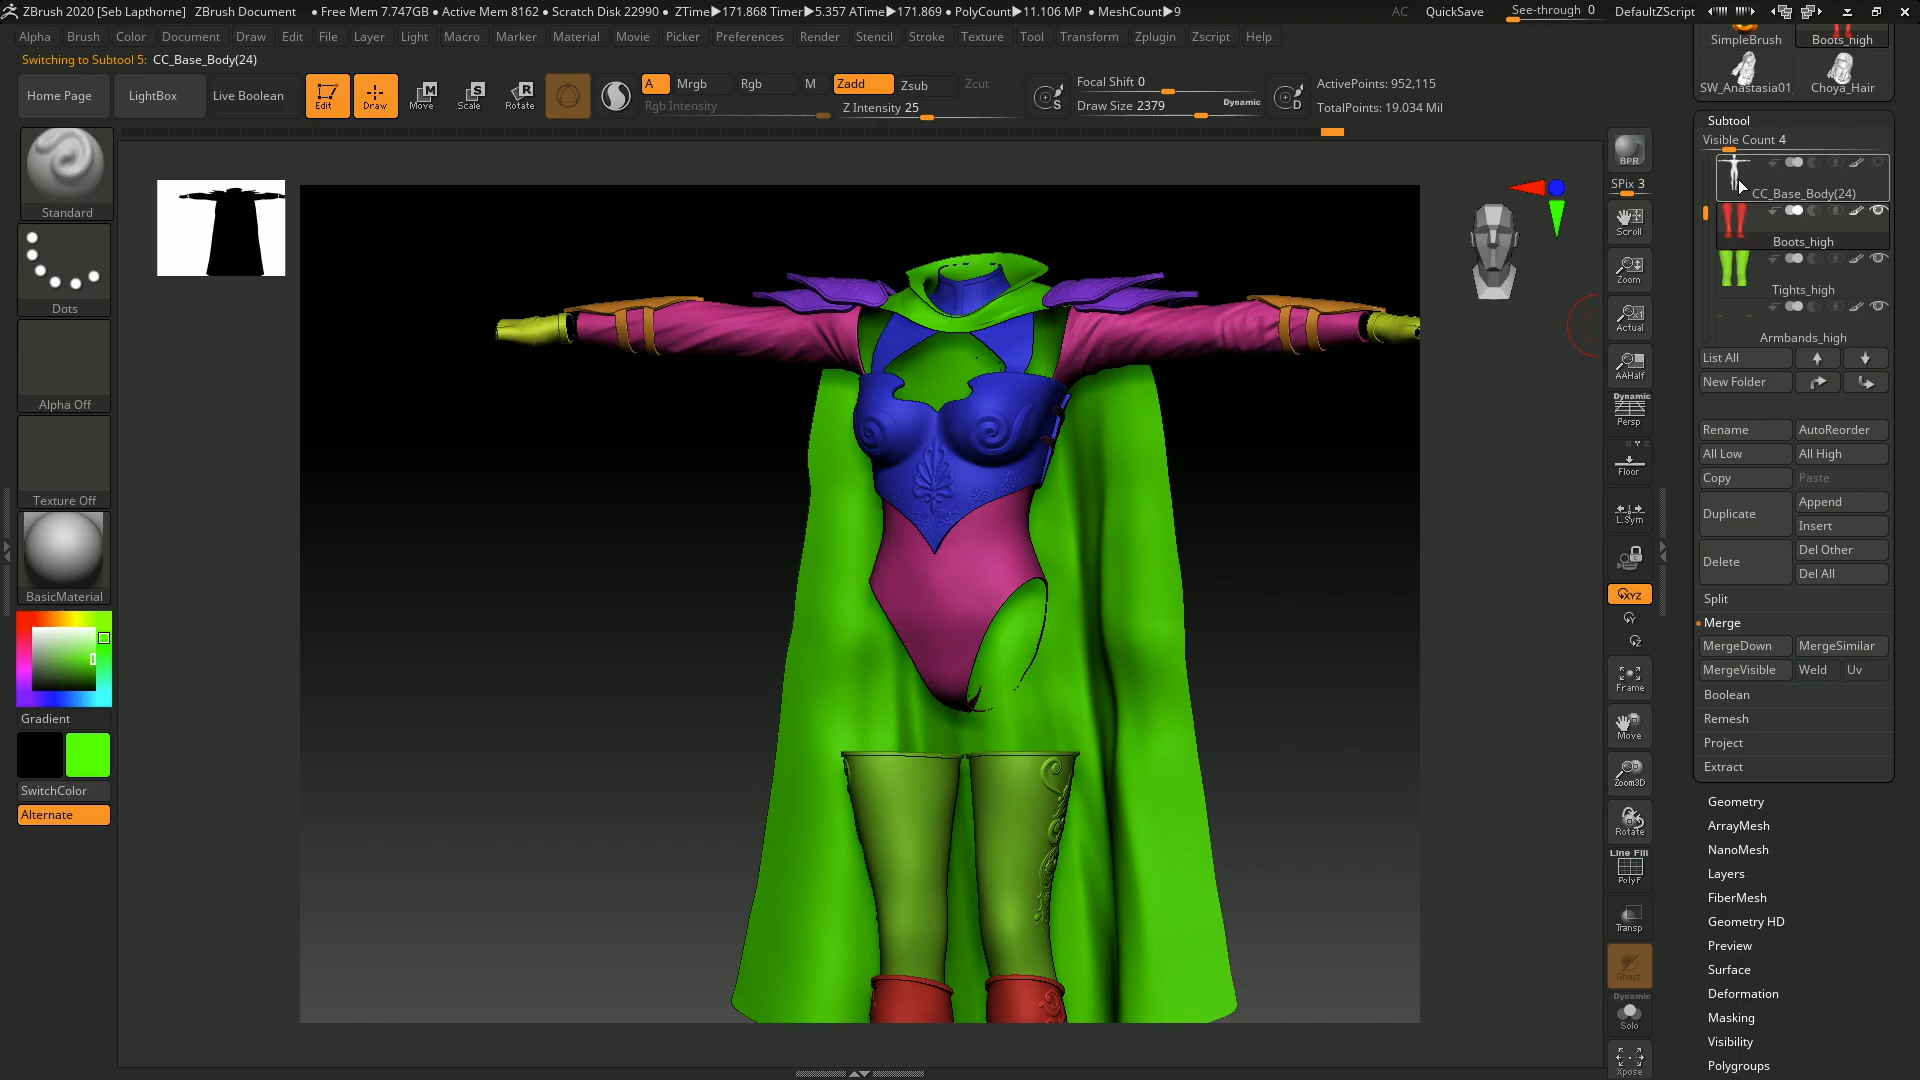 ZBrush 2020 [Seb Lapthorne] ZBrush Document • Free Mem 7.747GB • Active Mem 8162 • Scratch Disk 22990 • ZTime▶171.868 Timer▶5.357 ATime▶171.869 • PolyCount▶11.106 MP • MeshCount▶9 AC QuickSave See-through 0 DefaultZScript
Alpha Brush Color Document Draw Edit File Layer Light Macro Marker Material Movie Picker Preferences Render Stencil Stroke Texture Tool Transform Zplugin Zscript Help
Switching to Subtool 5: CC_Base_Body(24)
Home Page LightBox Live Boolean Edit Draw Move Scale Rotate
A Mrgb Rgb M Zadd Zsub Zcut
Rgb Intensity Z Intensity 25
Focal Shift 0
Draw Size 2379 Dynamic
ActivePoints: 952,115
TotalPoints: 19.034 Mil
Standard
Dots
Alpha Off
Texture Off
BasicMaterial
Gradient
SwitchColor
Alternate
BPR
SPix 3
Scroll
Zoom
Actual
AAHalf
Dynamic
Persp
Floor
L.Sym
XYZ
Y
Z
Frame
Move
Zoom3D
Rotate
Line Fill
PolyF
Transp
Ghost
Dynamic
Solo
Xpose
SimpleBrush Boots_high
SW_Anastasia01 Choya_Hair
Subtool
Visible Count 4
CC_Base_Body(24)
Boots_high
Tights_high
Armbands_high
List All
New Folder
Rename AutoReorder
All Low All High
Copy Paste
Duplicate Append
Insert
Delete Del Other
Del All
Split
Merge
MergeDown MergeSimilar
MergeVisible Weld Uv
Boolean
Remesh
Project
Extract
Geometry
ArrayMesh
NanoMesh
Layers
FiberMesh
Geometry HD
Preview
Surface
Deformation
Masking
Visibility
Polygroups